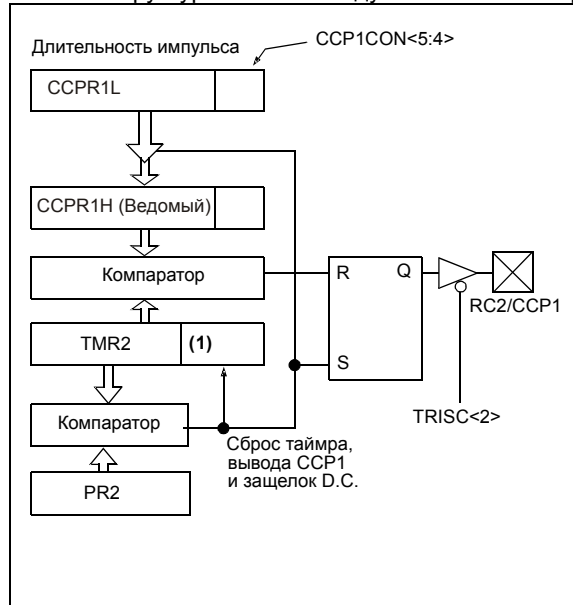 Длительность импульса
CCP1CON<5:4>
CCPR1L
CCPR1H (Ведомый)
Компаратор
R
Q
RC2/CCP1
TMR2
(1)
S
TRISC<2>
Компаратор
Сброс таймра,
вывода CCP1
и защелок D.C.
PR2